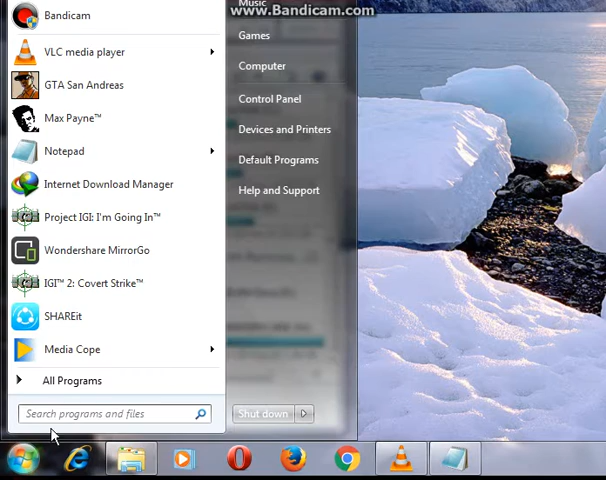 www.Bandicam.com
Bandicam
VLC media player
GTA San Andreas
Max Payne™
Notepad
Internet Download Manager
Project IGI: I'm Going In™
Wondershare MirrorGo
IGI™ 2: Covert Strike™
SHAREit
Media Cope
All Programs
Search programs and files
Music
Games
Computer
Control Panel
Devices and Printers
Default Programs
Help and Support
Shut down